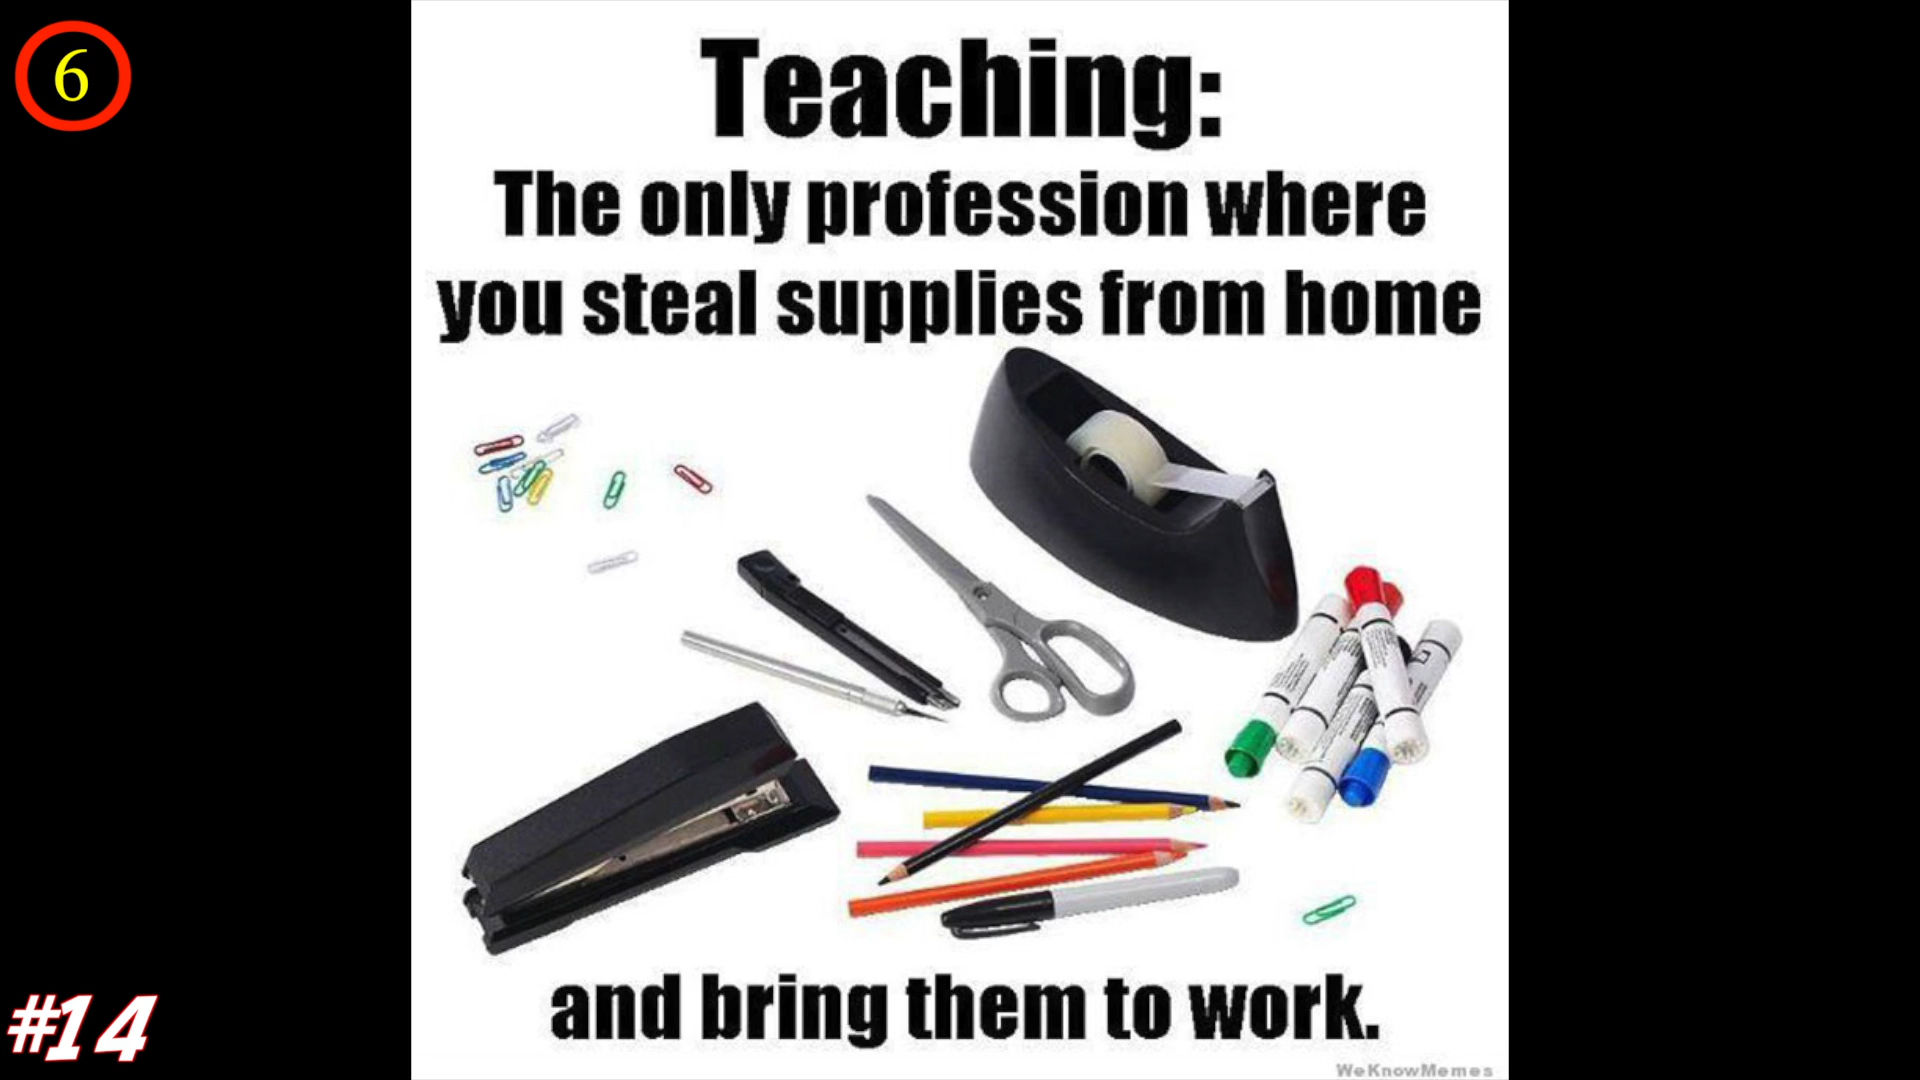 6
Teaching:
The only profession where
you steal supplies from home
and bring them to work.
#14
WeKnowMemes